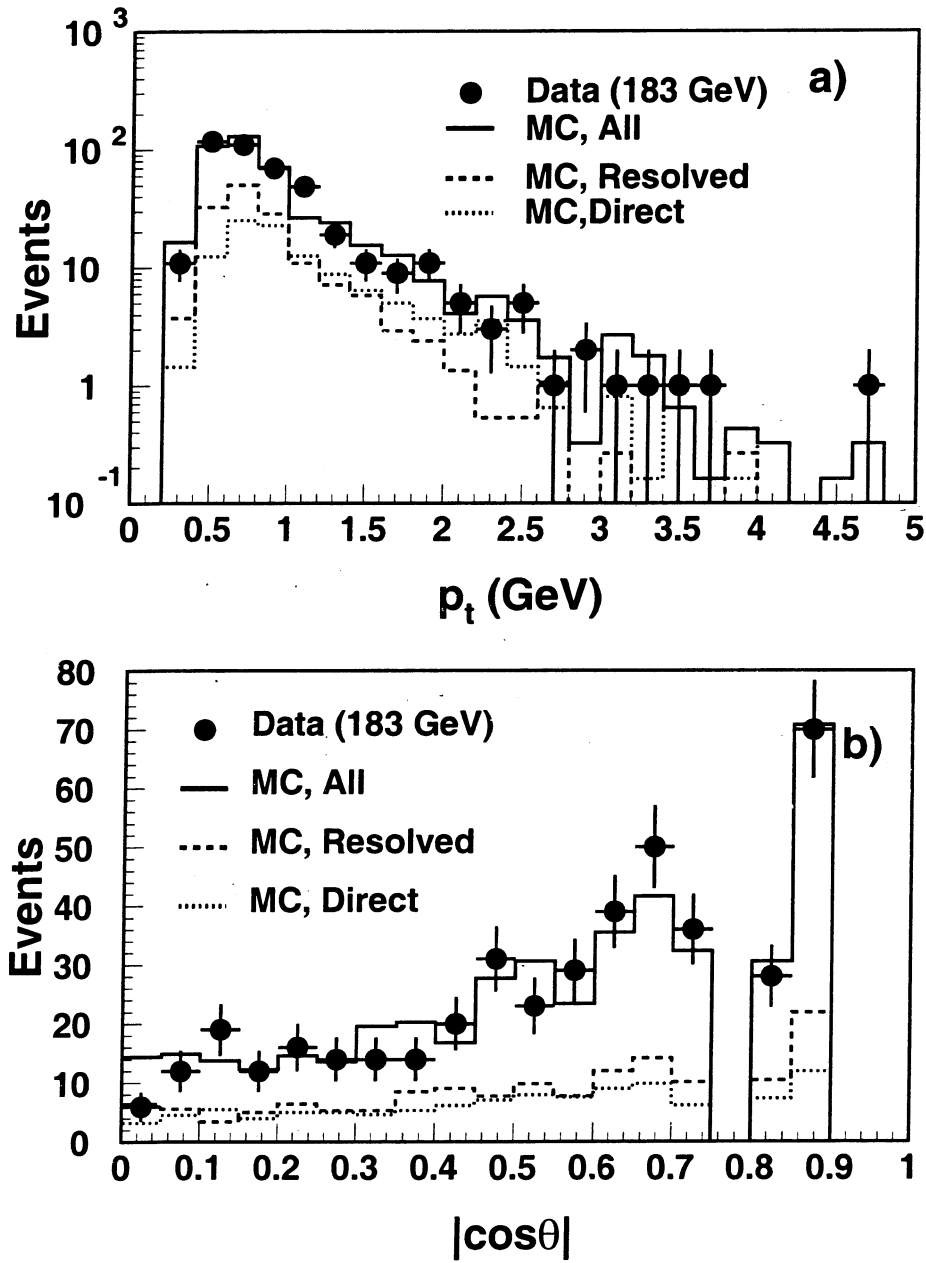 10 3
10 2
10
1
10 -1
Events
a)
Data (183 GeV)
MC, All
MC, Resolved
MC,Direct
0 0.5 1 1.5 2 2.5 3 3.5 4 4.5 5
pt (GeV)
80
70
60
50
40
30
20
10
0
Events
b)
Data (183 GeV)
MC, All
MC, Resolved
MC, Direct
0 0.1 0.2 0.3 0.4 0.5 0.6 0.7 0.8 0.9 1
|cosθ|